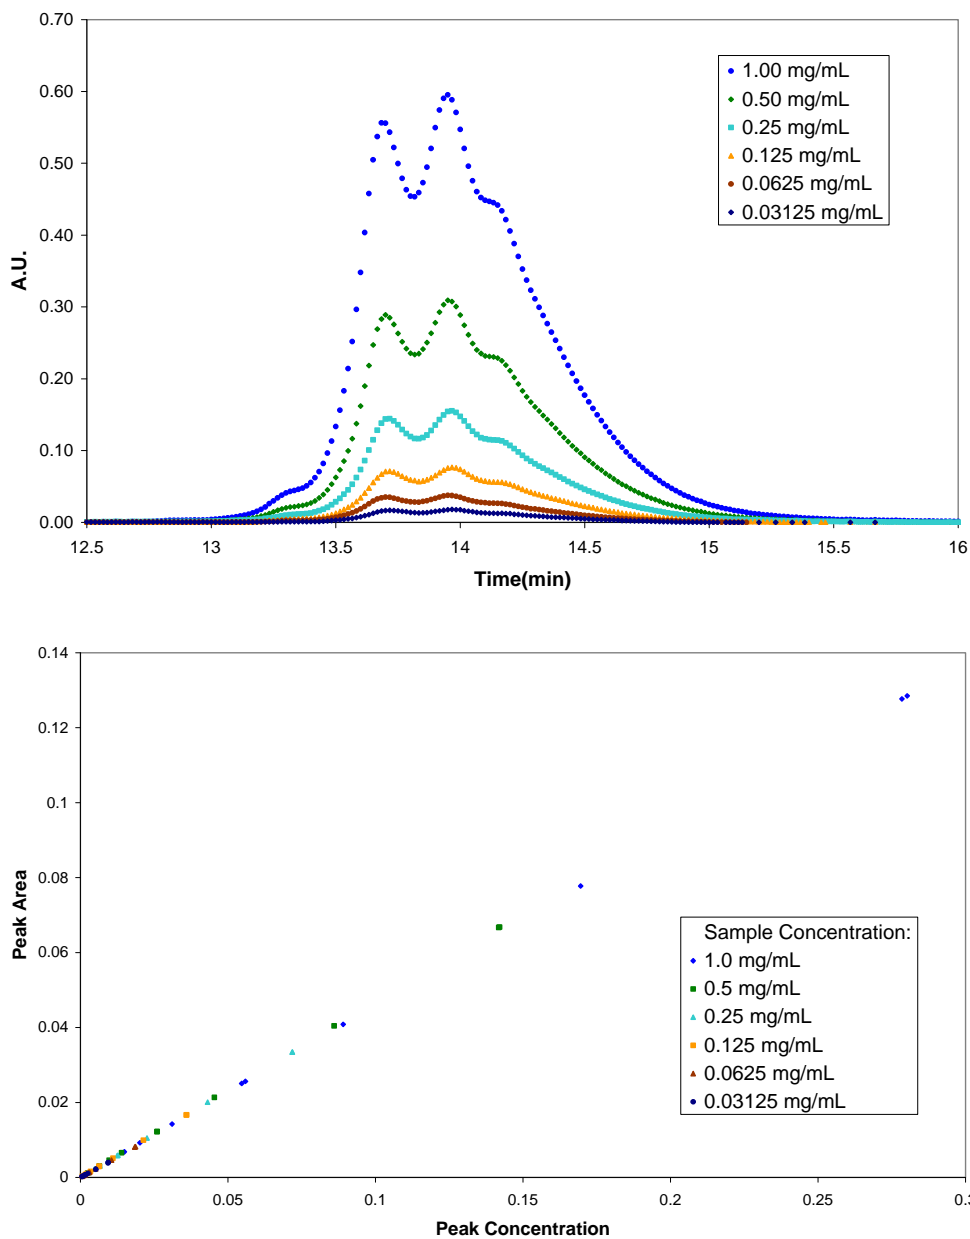 0.70
0.60
0.50
0.40
0.30
0.20
0.10
0.00
A.U.
1.00 mg/mL
0.50 mg/mL
0.25 mg/mL
0.125 mg/mL
0.0625 mg/mL
0.03125 mg/mL
12.5 13 13.5 14 14.5 15 15.5 16
Time(min)
0.14
0.12
0.1
0.08
0.06
0.04
0.02
0
Peak Area
Sample Concentration:
1.0 mg/mL
0.5 mg/mL
0.25 mg/mL
0.125 mg/mL
0.0625 mg/mL
0.03125 mg/mL
0 0.05 0.1 0.15 0.2 0.25 0.3
Peak Concentration